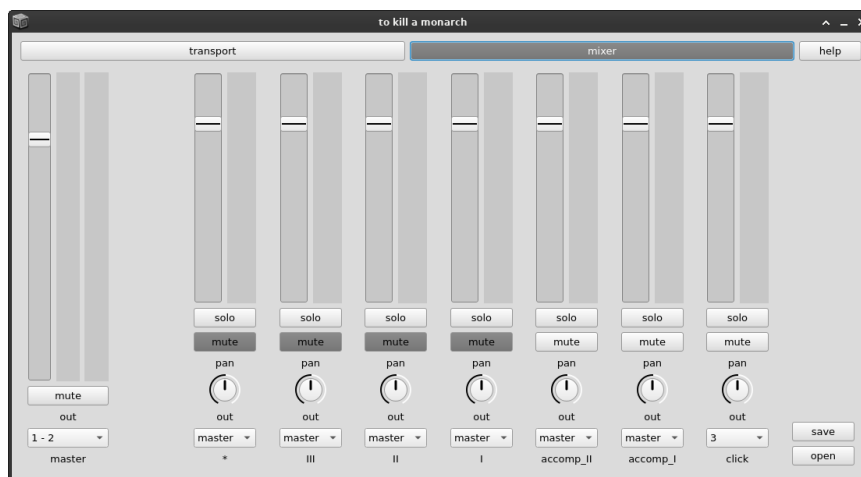 to kill a monarch
transport mixer help
solo solo solo solo solo solo solo
mute mute mute mute mute mute mute
pan pan pan pan pan pan pan
mute
out out out out out out out out
1 - 2 master master master master master master 3 save
master * III II I accomp_II accomp_I click open